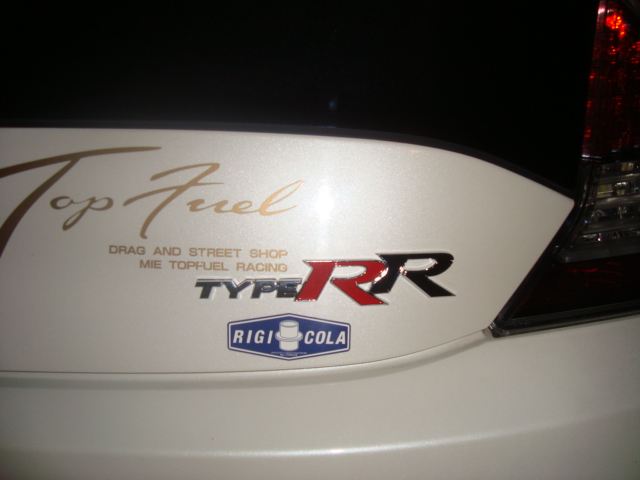 Top Fuel
DRAG AND STREET SHOP
MIE TOPFUEL RACING
TYPE RR
RIGI COLA